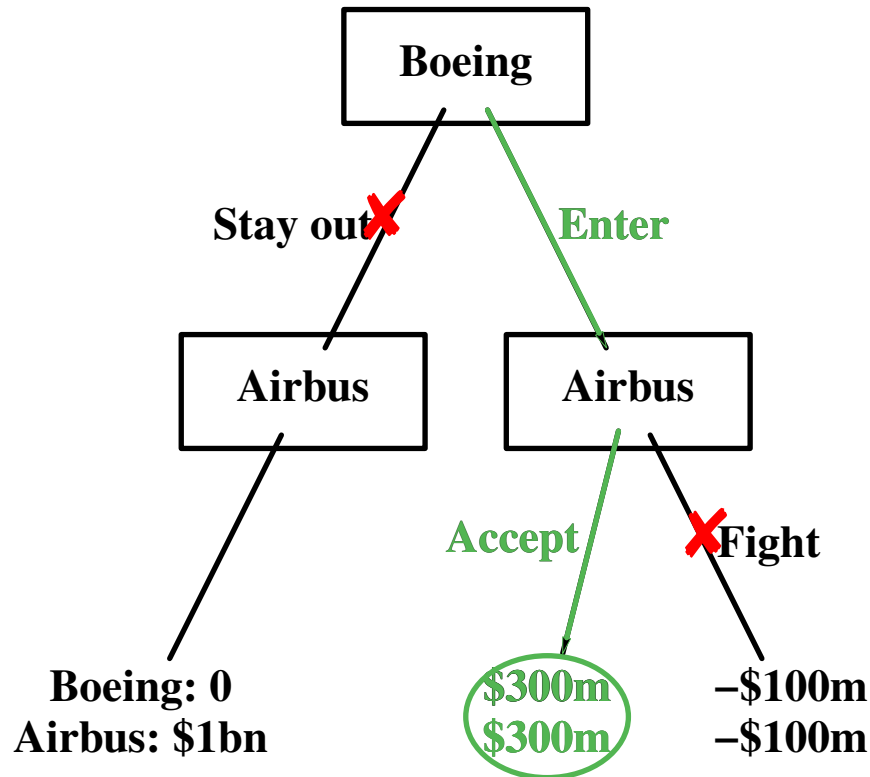 Boeing
Stay out
Enter
Airbus
Airbus
Accept
Fight
Boeing: 0
Airbus: $1bn
$300m
$300m
–$100m
–$100m